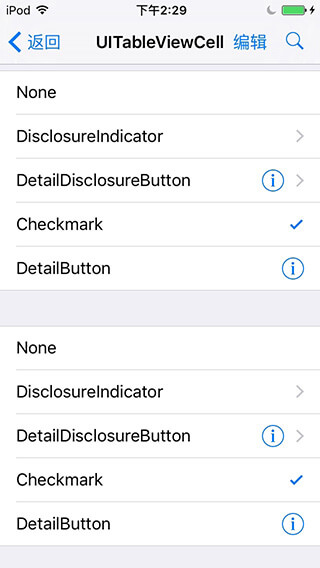 iPod 下午2:29
返回 UITableViewCell 编辑
None
DisclosureIndicator
DetailDisclosureButton
Checkmark
DetailButton
None
DisclosureIndicator
DetailDisclosureButton
Checkmark
DetailButton